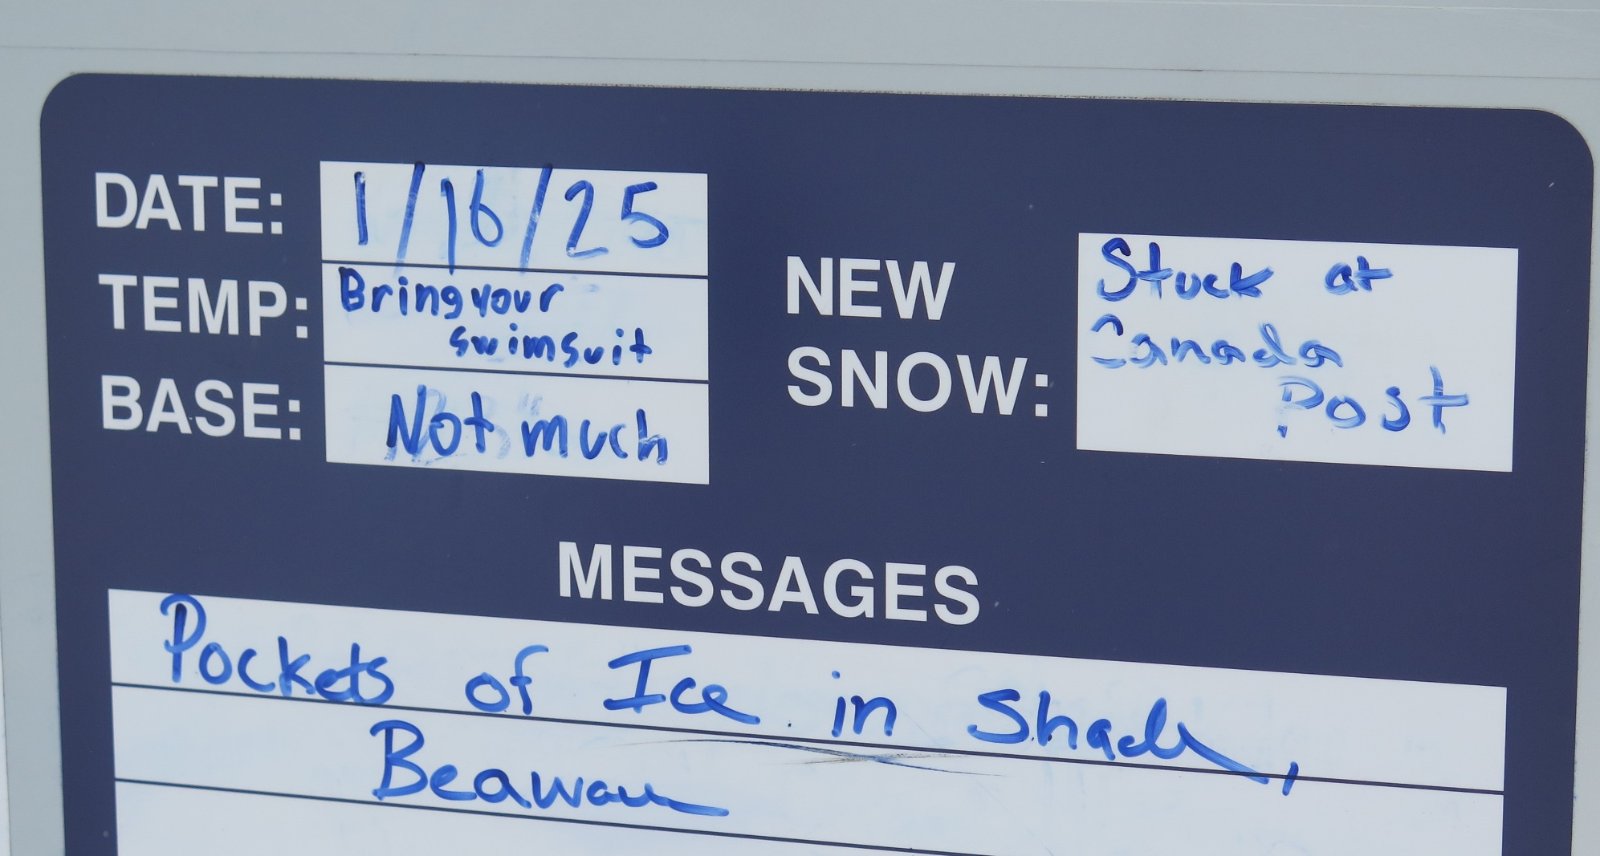 DATE: 1/16/25
TEMP: Bring your
swimsuit
BASE: Not much
NEW
SNOW:
Stuck at
Canada
Post
MESSAGES
Pockets of Ice in Shade,
Beaware